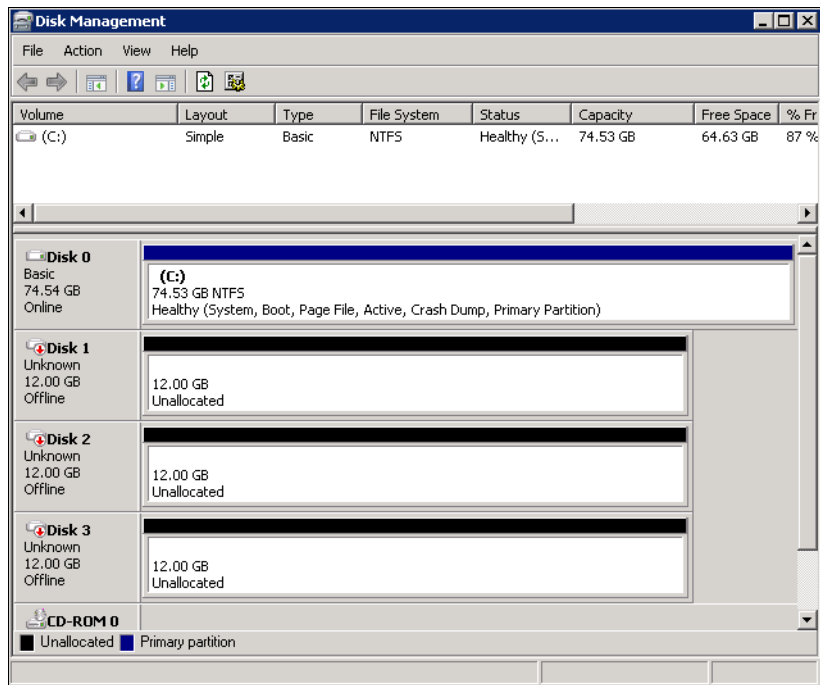 Disk Management
File Action View Help
Volume Layout Type File System Status Capacity Free Space % Fr
(C:) Simple Basic NTFS Healthy (S... 74.53 GB 64.63 GB 87 %
Disk 0
Basic
74.54 GB
Online
(C:)
74.53 GB NTFS
Healthy (System, Boot, Page File, Active, Crash Dump, Primary Partition)
Disk 1
Unknown
12.00 GB
Offline
12.00 GB
Unallocated
Disk 2
Unknown
12.00 GB
Offline
12.00 GB
Unallocated
Disk 3
Unknown
12.00 GB
Offline
12.00 GB
Unallocated
CD-ROM 0
Unallocated Primary partition